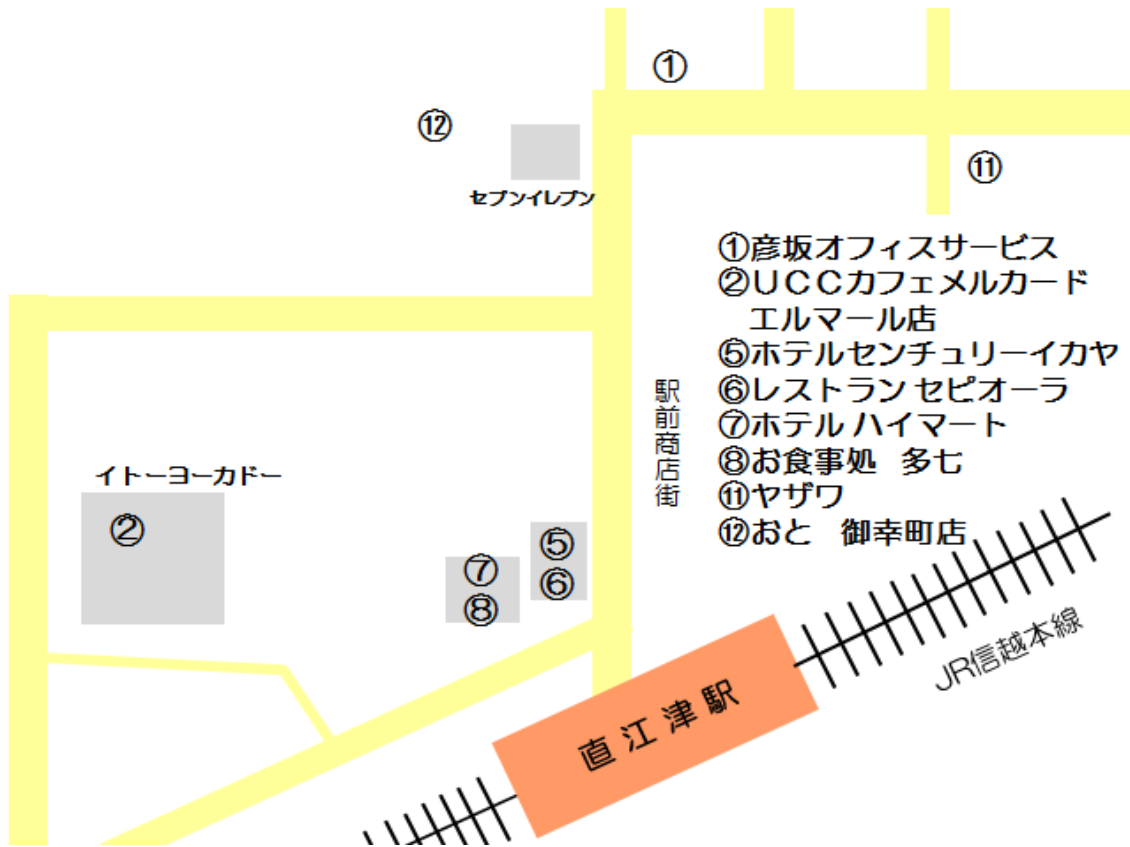 ①
⑫
セブンイレブン
⑪
①彦坂オフィスサービス
②UCCカフェメルカード
エルマール店
⑤ホテルセンチュリーイカヤ
⑥レストラン セピオーラ
⑦ホテル ハイマート
⑧お食事処 多七
⑪ヤザワ
⑫おと 御幸町店
駅前商店街
イトーヨーカドー
②
⑤
⑥
⑦
⑧
直江津駅
JR信越本線